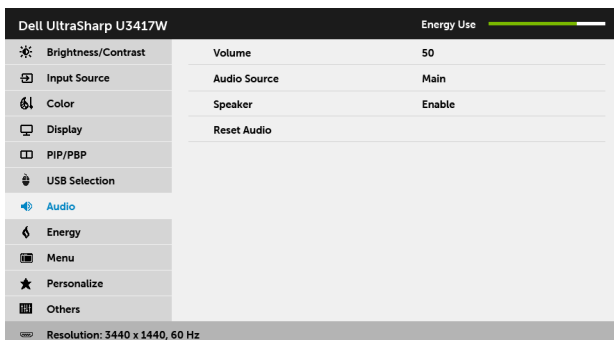 Dell UltraSharp U3417W
Energy Use
Brightness/Contrast
Volume 50
Input Source
Audio Source Main
Color
Speaker Enable
Display
Reset Audio
PIP/PBP
USB Selection
Audio
Energy
Menu
Personalize
Others
Resolution: 3440 x 1440, 60 Hz